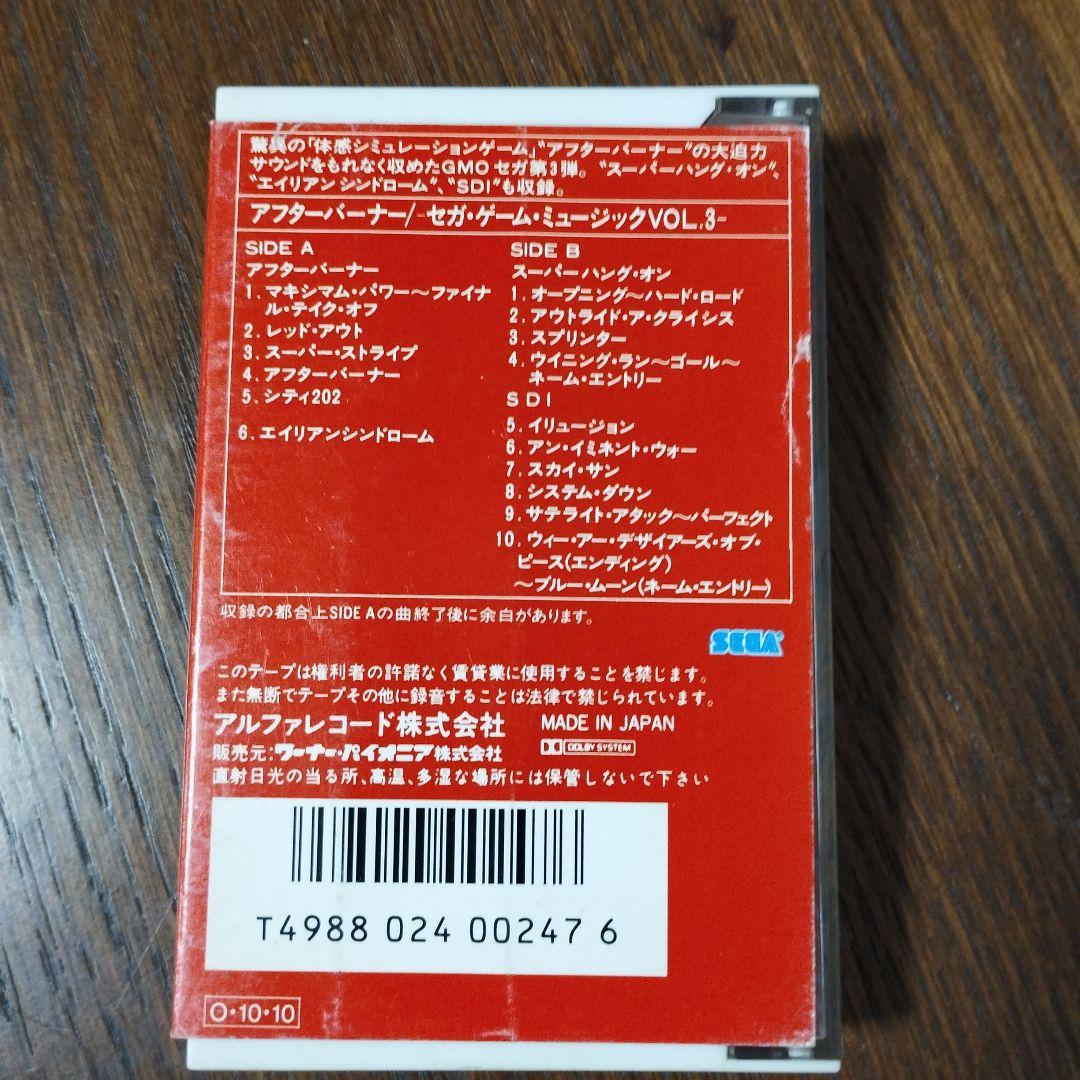 驚異の「体感シミュレーションゲーム」“アフターバーナー”の大迫力
サウンドをもれなく収めたGMOセガ第3弾。“スーパーハング・オン”、
“エイリアンシンドローム”、“SDI”も収録。
アフターバーナー/-セガ・ゲーム・ミュージックVOL.3-
SIDE A
アフターバーナー
1.マキシマム・パワー〜ファイナ
ル・テイク・オフ
2.レッド・アウト
3.スーパー・ストライプ
4.アフターバーナー
5.シティ202
6.エイリアンシンドローム
SIDE B
スーパーハング・オン
1.オープニング〜ハード・ロード
2.アウトライド・ア・クライシス
3.スプリンター
4.ウイニング・ラン〜ゴール〜
ネーム・エントリー
SDI
5.イリュージョン
6.アン・イミネント・ウォー
7.スカイ・サン
8.システム・ダウン
9.サテライト・アタック〜パーフェクト
10.ウィー・アー・デザイアーズ・オブ・
ピース(エンディング)
〜ブルー・ムーン(ネーム・エントリー)
収録の都合上SIDE Aの曲終了後に余白があります。
SEGA
このテープは権利者の許諾なく賃貸業に使用することを禁じます。
また無断でテープその他に録音することは法律で禁じられています。
アルファレコード株式会社 MADE IN JAPAN
販売元:ワーナー・パイオニア株式会社 DOLBY SYSTEM
直射日光の当る所、高温、多湿な場所には保管しないで下さい
T4988 024 00247 6
O・10・10